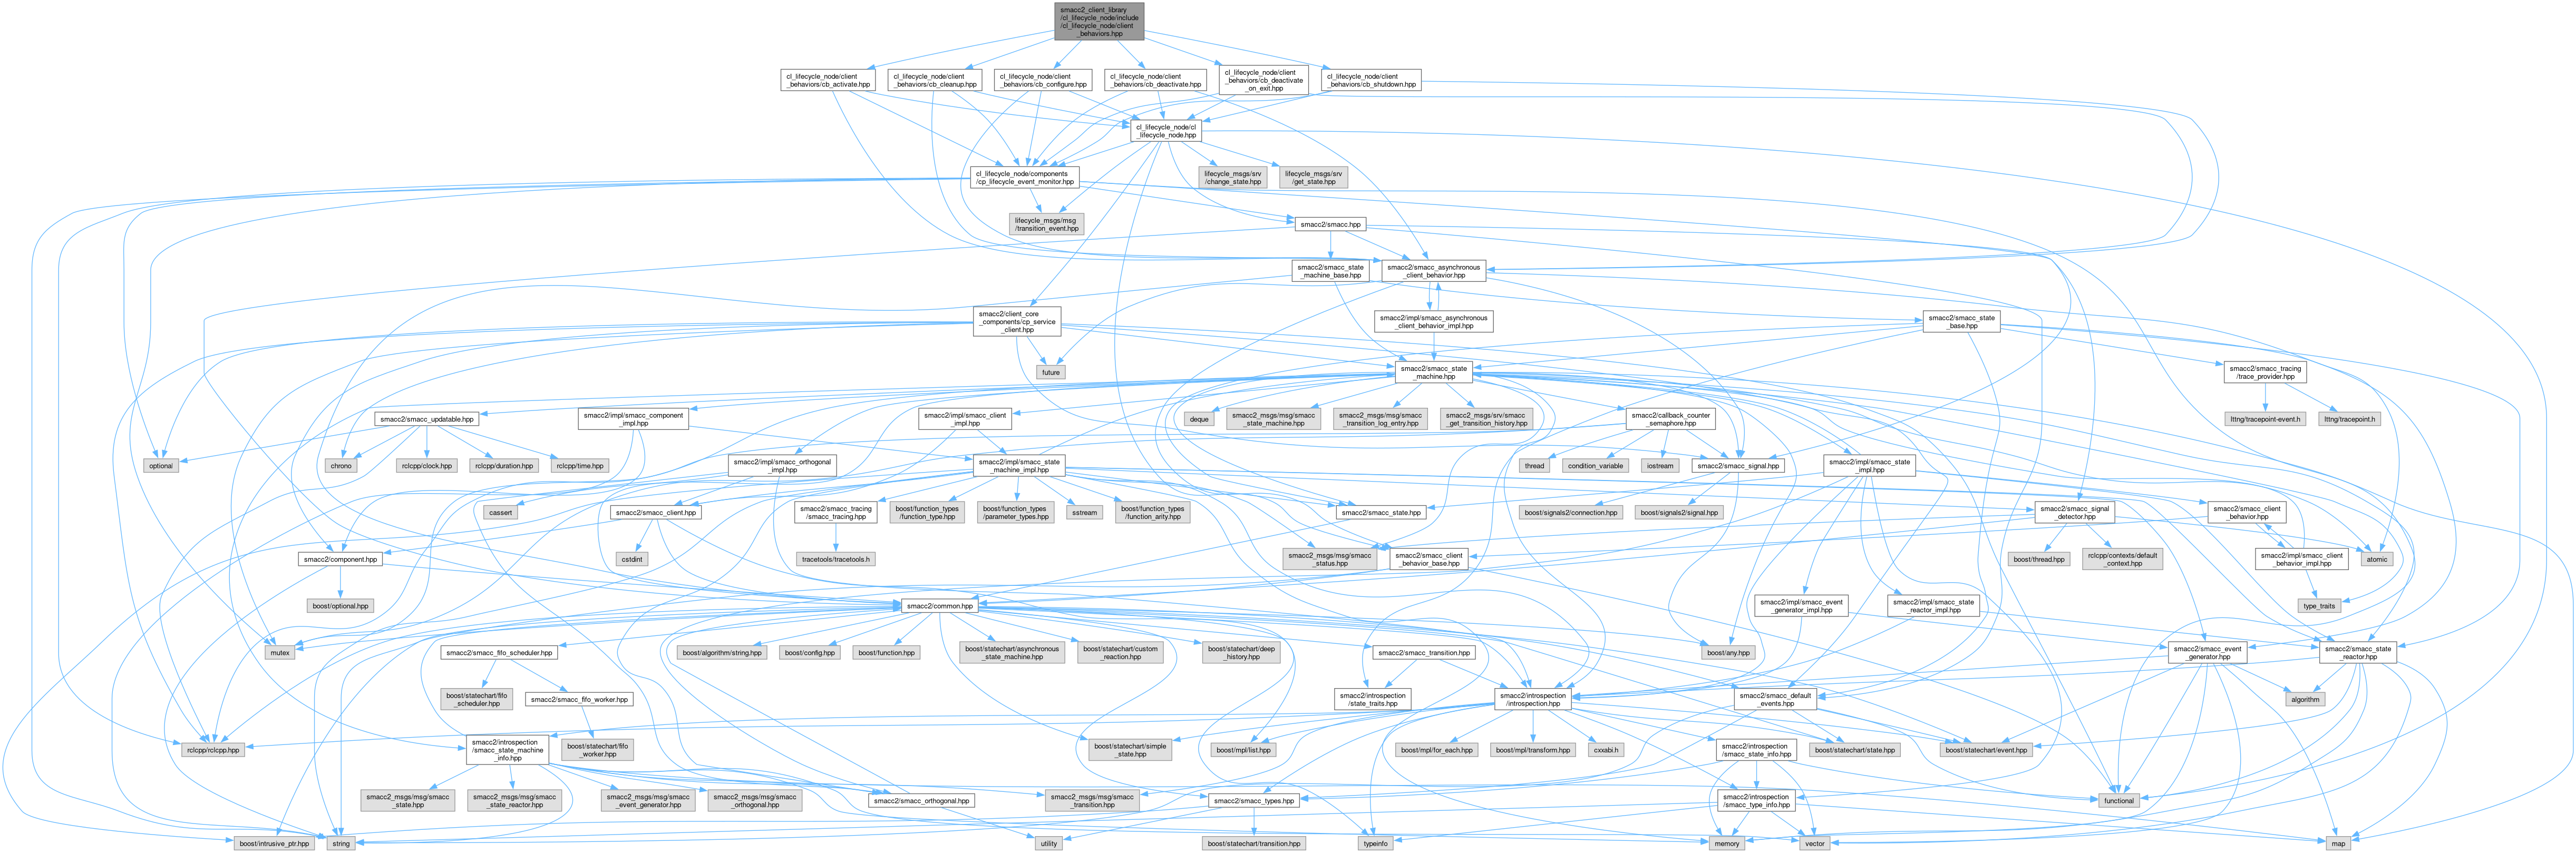 smacc2_client_library
/cl_lifecycle_node/include
/cl_lifecycle_node/client
_behaviors.hpp
cl_lifecycle_node/client
_behaviors/cb_activate.hpp
cl_lifecycle_node/client
_behaviors/cb_cleanup.hpp
cl_lifecycle_node/client
_behaviors/cb_configure.hpp
cl_lifecycle_node/client
_behaviors/cb_deactivate.hpp
cl_lifecycle_node/client
_behaviors/cb_deactivate
_on_exit.hpp
cl_lifecycle_node/client
_behaviors/cb_shutdown.hpp
cl_lifecycle_node/cl
_lifecycle_node.hpp
cl_lifecycle_node/components
/cp_lifecycle_event_monitor.hpp
lifecycle_msgs/srv
/change_state.hpp
lifecycle_msgs/srv
/get_state.hpp
lifecycle_msgs/msg
/transition_event.hpp
smacc2/smacc.hpp
smacc2/smacc_state
_machine_base.hpp
smacc2/smacc_asynchronous
_client_behavior.hpp
smacc2/client_core
_components/cp_service
_client.hpp
smacc2/impl/smacc_asynchronous
_client_behavior_impl.hpp
smacc2/smacc_state
_base.hpp
future
smacc2/smacc_state
_machine.hpp
smacc2/smacc_tracing
/trace_provider.hpp
smacc2/smacc_updatable.hpp
smacc2/impl/smacc_component
_impl.hpp
smacc2/impl/smacc_client
_impl.hpp
deque
smacc2_msgs/msg/smacc
_state_machine.hpp
smacc2_msgs/msg/smacc
_transition_log_entry.hpp
smacc2_msgs/srv/smacc
_get_transition_history.hpp
smacc2/callback_counter
_semaphore.hpp
lttng/tracepoint-event.h
lttng/tracepoint.h
optional
chrono
rclcpp/clock.hpp
rclcpp/duration.hpp
rclcpp/time.hpp
smacc2/impl/smacc_orthogonal
_impl.hpp
smacc2/impl/smacc_state
_machine_impl.hpp
thread
condition_variable
iostream
smacc2/smacc_signal.hpp
smacc2/impl/smacc_state
_impl.hpp
cassert
smacc2/smacc_client.hpp
smacc2/smacc_tracing
/smacc_tracing.hpp
boost/function_types
/function_type.hpp
boost/function_types
/parameter_types.hpp
sstream
boost/function_types
/function_arity.hpp
smacc2/smacc_state.hpp
boost/signals2/connection.hpp
boost/signals2/signal.hpp
smacc2/smacc_signal
_detector.hpp
smacc2/smacc_client
_behavior.hpp
smacc2/component.hpp
cstdint
tracetools/tracetools.h
smacc2_msgs/msg/smacc
_status.hpp
smacc2/smacc_client
_behavior_base.hpp
boost/thread.hpp
rclcpp/contexts/default
_context.hpp
smacc2/impl/smacc_client
_behavior_impl.hpp
atomic
boost/optional.hpp
smacc2/common.hpp
smacc2/impl/smacc_event
_generator_impl.hpp
smacc2/impl/smacc_state
_reactor_impl.hpp
type_traits
mutex
smacc2/smacc_fifo_scheduler.hpp
boost/algorithm/string.hpp
boost/config.hpp
boost/function.hpp
boost/statechart/asynchronous
_state_machine.hpp
boost/statechart/custom
_reaction.hpp
boost/statechart/deep
_history.hpp
smacc2/smacc_transition.hpp
boost/any.hpp
smacc2/smacc_event
_generator.hpp
smacc2/smacc_state
_reactor.hpp
boost/statechart/fifo
_scheduler.hpp
smacc2/smacc_fifo_worker.hpp
smacc2/introspection
/state_traits.hpp
smacc2/introspection
/introspection.hpp
smacc2/smacc_default
_events.hpp
algorithm
rclcpp/rclcpp.hpp
smacc2/introspection
/smacc_state_machine
_info.hpp
boost/statechart/fifo
_worker.hpp
boost/statechart/simple
_state.hpp
boost/mpl/list.hpp
boost/mpl/for_each.hpp
boost/mpl/transform.hpp
cxxabi.h
smacc2/introspection
/smacc_state_info.hpp
boost/statechart/state.hpp
boost/statechart/event.hpp
smacc2_msgs/msg/smacc
_state.hpp
smacc2_msgs/msg/smacc
_state_reactor.hpp
smacc2_msgs/msg/smacc
_event_generator.hpp
smacc2_msgs/msg/smacc
_orthogonal.hpp
smacc2/smacc_orthogonal.hpp
smacc2_msgs/msg/smacc
_transition.hpp
smacc2/smacc_types.hpp
smacc2/introspection
/smacc_type_info.hpp
functional
boost/intrusive_ptr.hpp
string
utility
boost/statechart/transition.hpp
typeinfo
memory
vector
map